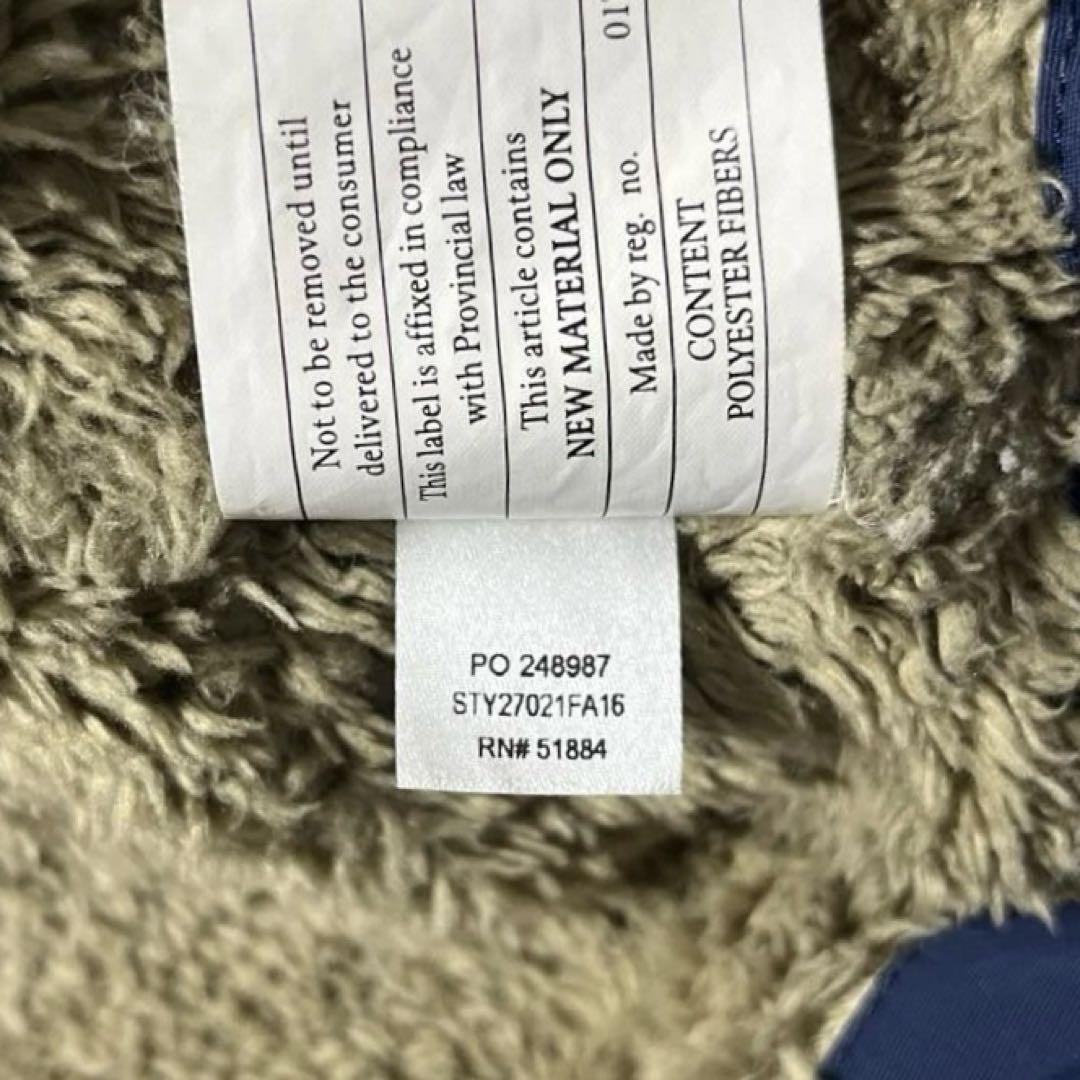 Not to be removed until
delivered to the consumer
This label is affixed in compliance
with Provincial law
This article contains
NEW MATERIAL ONLY
Made by reg. no.
CONTENT
POLYESTER FIBERS
PO 248987
STY27021FA16
RN# 51884